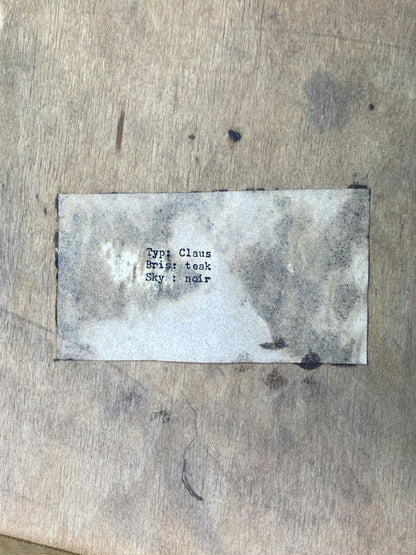 Typ: Claus
Bris: teak
Sky : noir